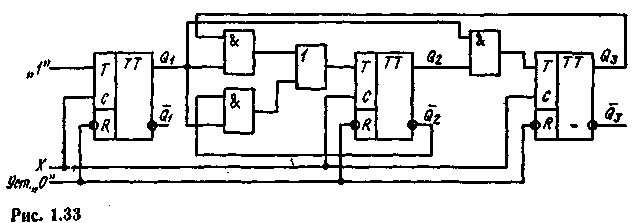 „1" T TT Q1 & 1 T TT Q2 & T TT Q3
C & C C
R Q̄1 R Q̄2 R Q̄3
X
Уст.„0"
Рис. 1.33